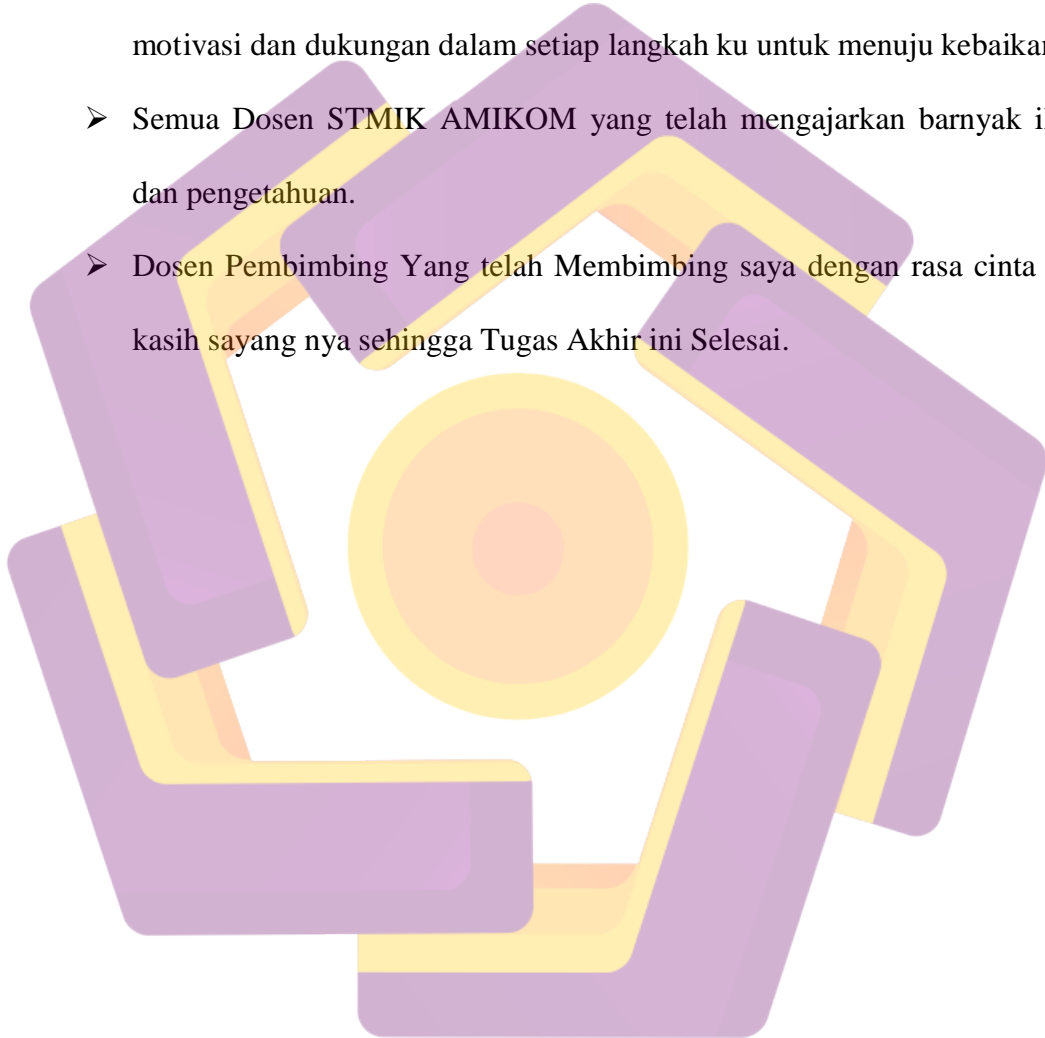 motivasi dan dukungan dalam setiap langkah ku untuk menuju kebaikan
➢ Semua Dosen STMIK AMIKOM yang telah mengajarkan barnyak
dan pengetahuan.
➢ Dosen Pembimbing Yang telah Membimbing saya dengan rasa cinta
kasih sayang nya sehingga Tugas Akhir ini Selesai.